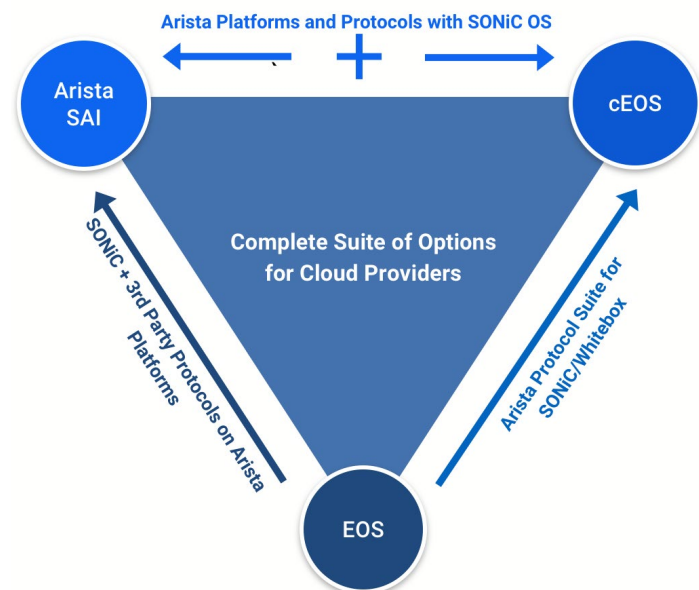 Arista Platforms and Protocols with SONiC OS
Arista
SAI
cEOS
Complete Suite of Options
for Cloud Providers
SONiC + 3rd Party Protocols on Arista
Platforms
Arista Protocol Suite for
SONiC/Whitebox
EOS